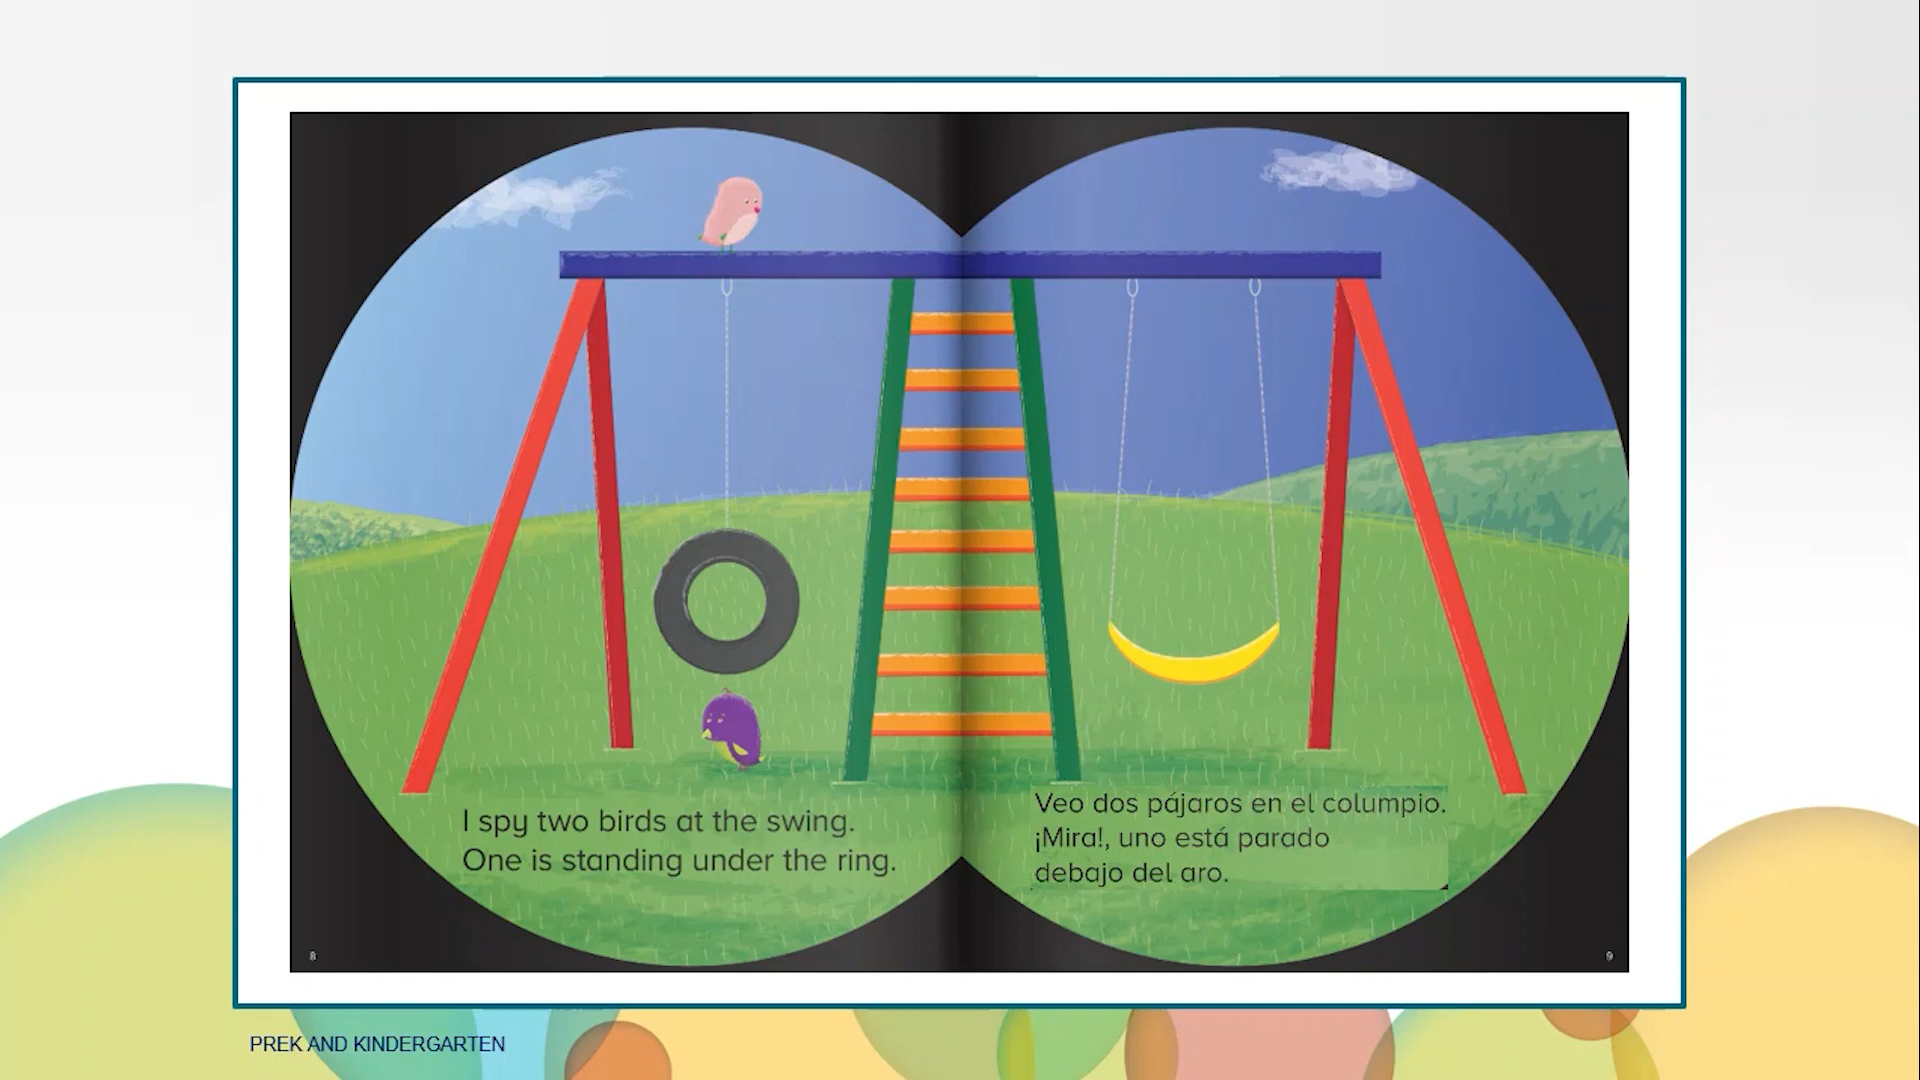 I spy two birds at the swing.
One is standing under the ring.
Veo dos pájaros en el columpio.
¡Mira!, uno está parado
debajo del aro.
8
9
PREK AND KINDERGARTEN